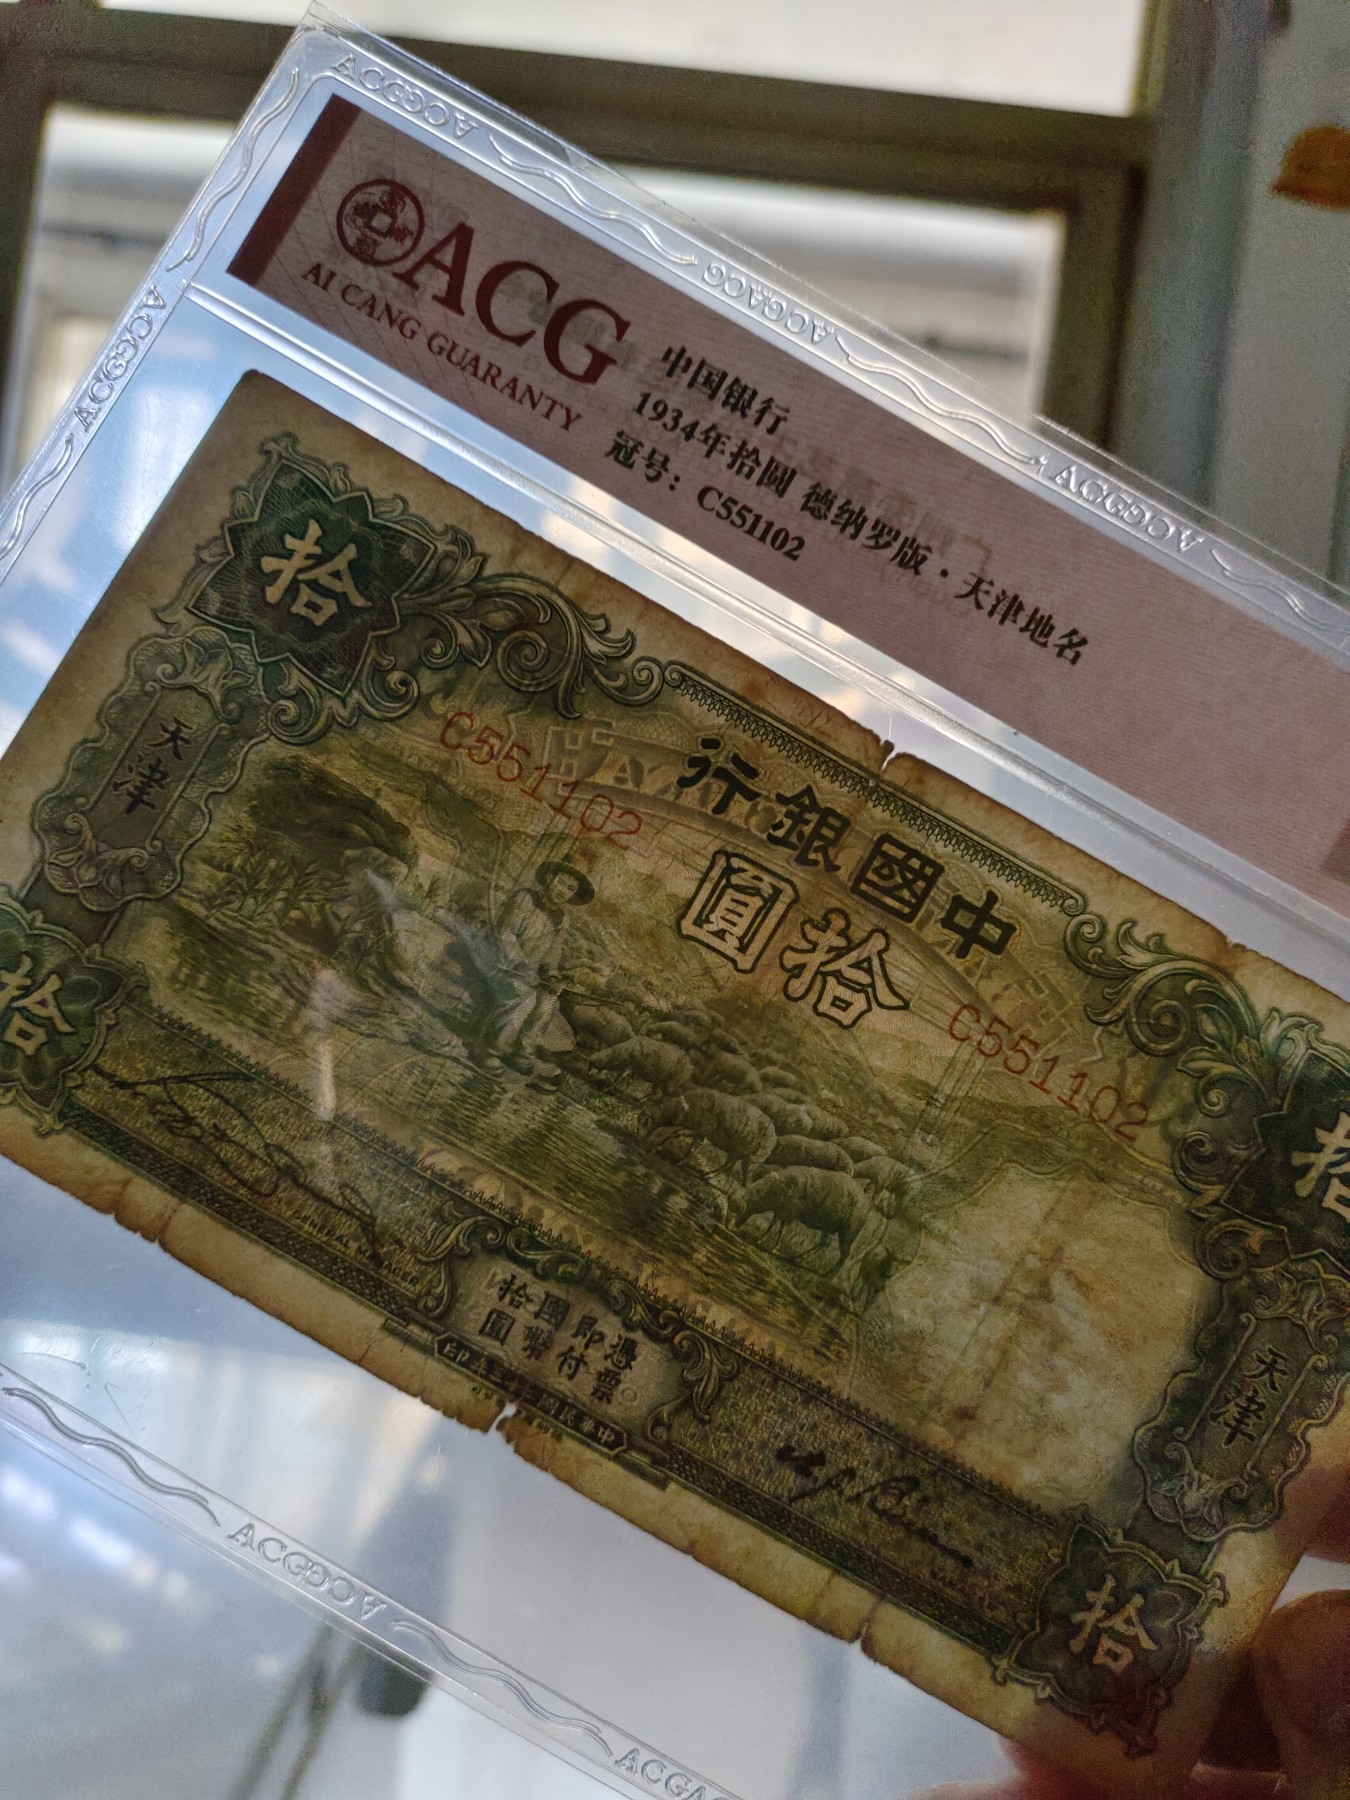 ACG
AI CANG GUARANTY
中国银行
1934年拾圆 德纳罗版·天津地名
冠号：C551102
拾
天津
C551102
行銀國中
圓拾
C551102
拾
拾
天津
GENERAL MANAGER
憑票
即付
國幣
拾圓
拾